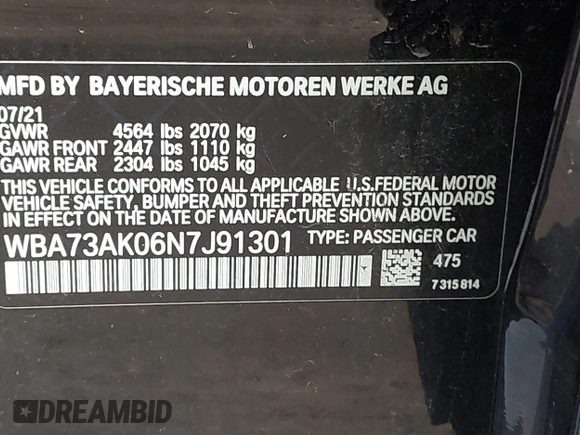 MFD BY BAYERISCHE MOTOREN WERKE AG
07/21
GVWR 4564 lbs 2070 kg
GAWR FRONT 2447 lbs 1110 kg
GAWR REAR 2304 lbs 1045 kg
THIS VEHICLE CONFORMS TO ALL APPLICABLE U.S.FEDERAL MOTOR
VEHICLE SAFETY, BUMPER AND THEFT PREVENTION STANDARDS
IN EFFECT ON THE DATE OF MANUFACTURE SHOWN ABOVE.
WBA73AK06N7J91301 TYPE: PASSENGER CAR
475
7 315 814
DREAMBID